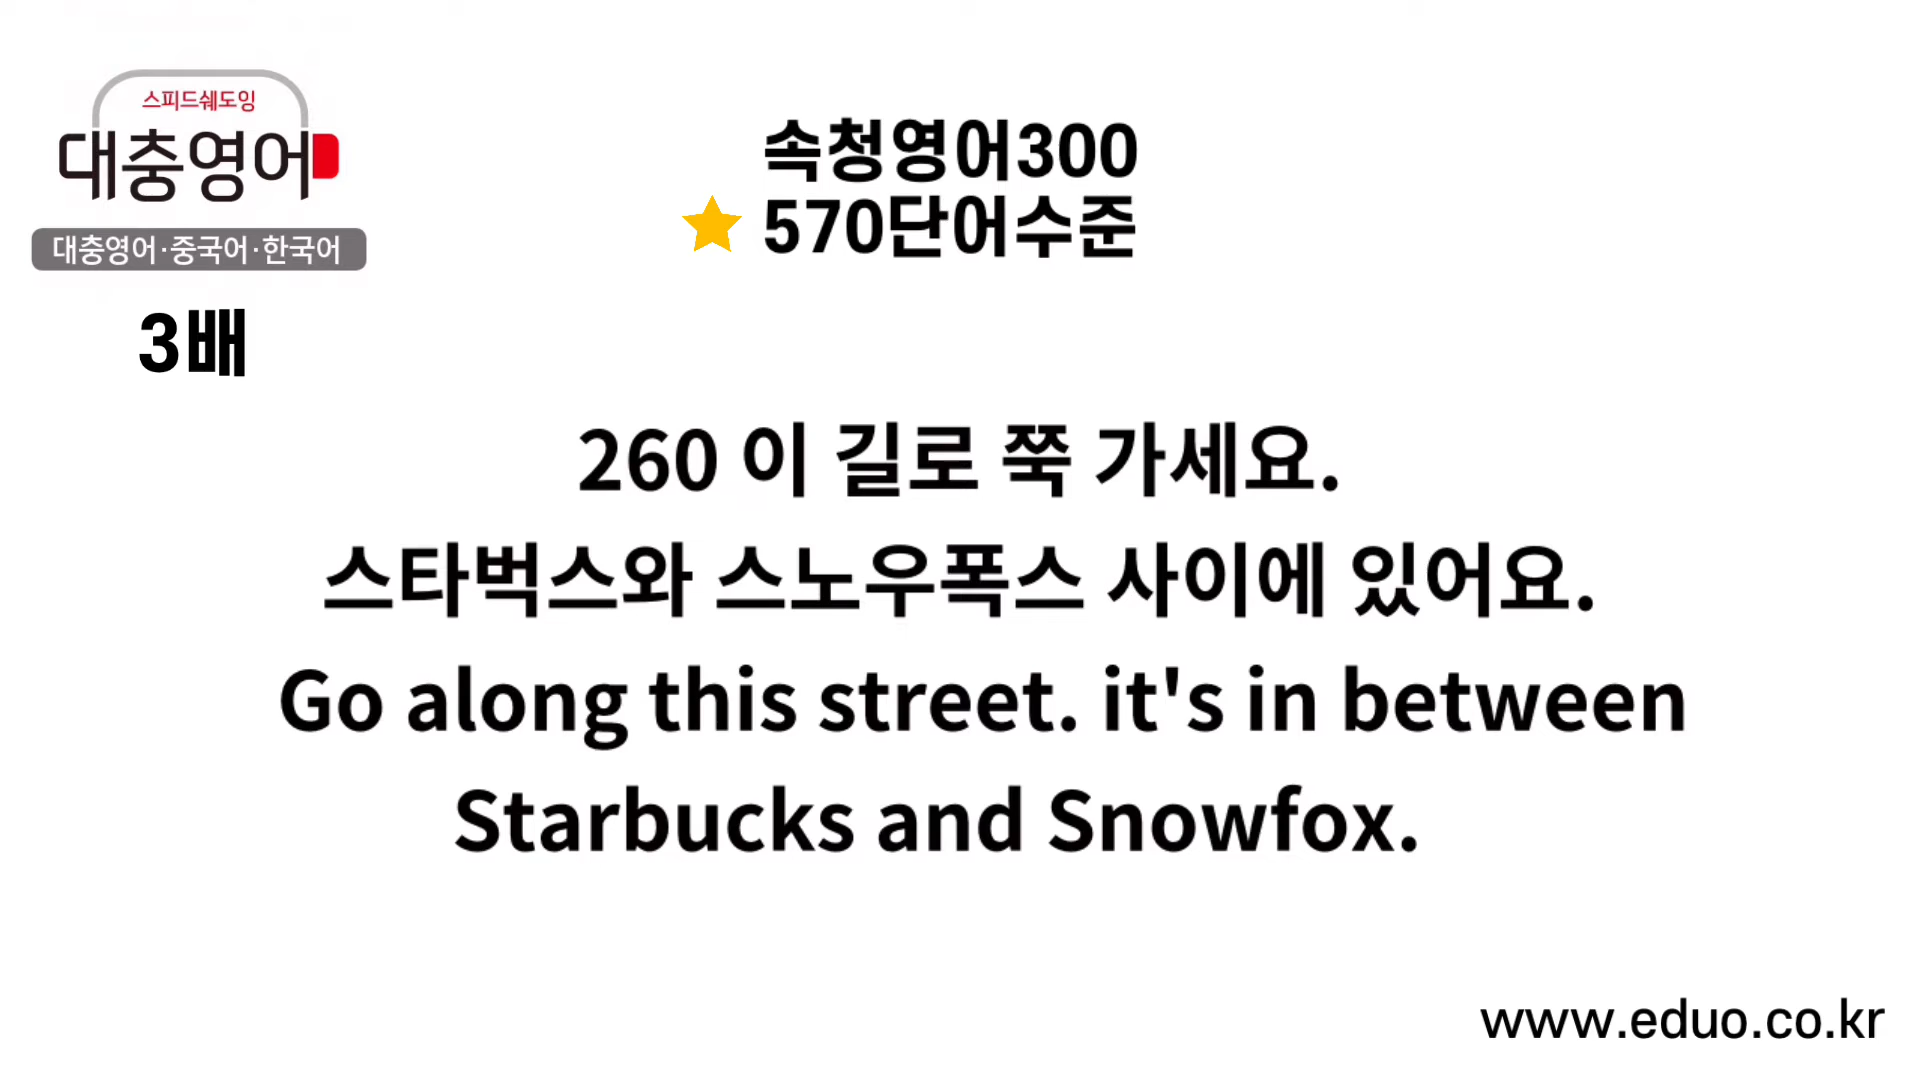 스피드쉐도잉
대충영어
대충영어·중국어·한국어
3배
속청영어300
570단어수준
260 이 길로 쭉 가세요.
스타벅스와 스노우폭스 사이에 있어요.
Go along this street. it's in between
Starbucks and Snowfox.
www.eduo.co.kr